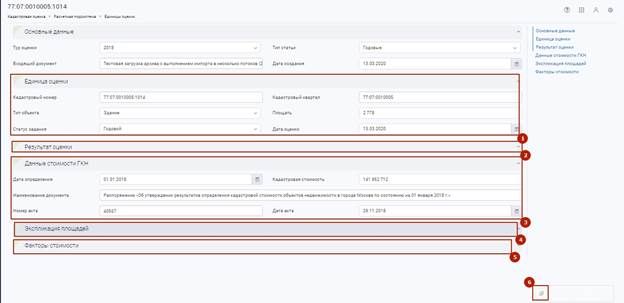 77:07:0010005:1014
Кадастровая оценка • Расчетная подсистема • Единицы оценки
Основные данные
Тур оценки 2018 Тип статьи Годовые
Входящий документ Тестовая загрузка архива с выполнением импорта в несколько потоков (2 Дата создания 13.03.2020
Единица оценки
Кадастровый номер 77:07:0010005:1014 Кадастровый квартал 77:07:0010005
Тип объекта Здание Площадь 2 778
Статус задания Годовой Дата оценки 13.03.2020
1
Результат оценки
2
Данные стоимости ГКН
Дата определения 01.01.2018 Кадастровая стоимость 141 952 712
Наименование документа Распоряжение «Об утверждении результатов определения кадастровой стоимости объектов недвижимости в городе Москве по состоянию на 01 января 2018 г.»
Номер акта 40557 Дата акта 29.11.2018
3
Экспликация площадей
4
Факторы стоимости
5
6
Основные данные
Единица оценки
Результат оценки
Данные стоимости ГКН
Экспликация площадей
Факторы стоимости